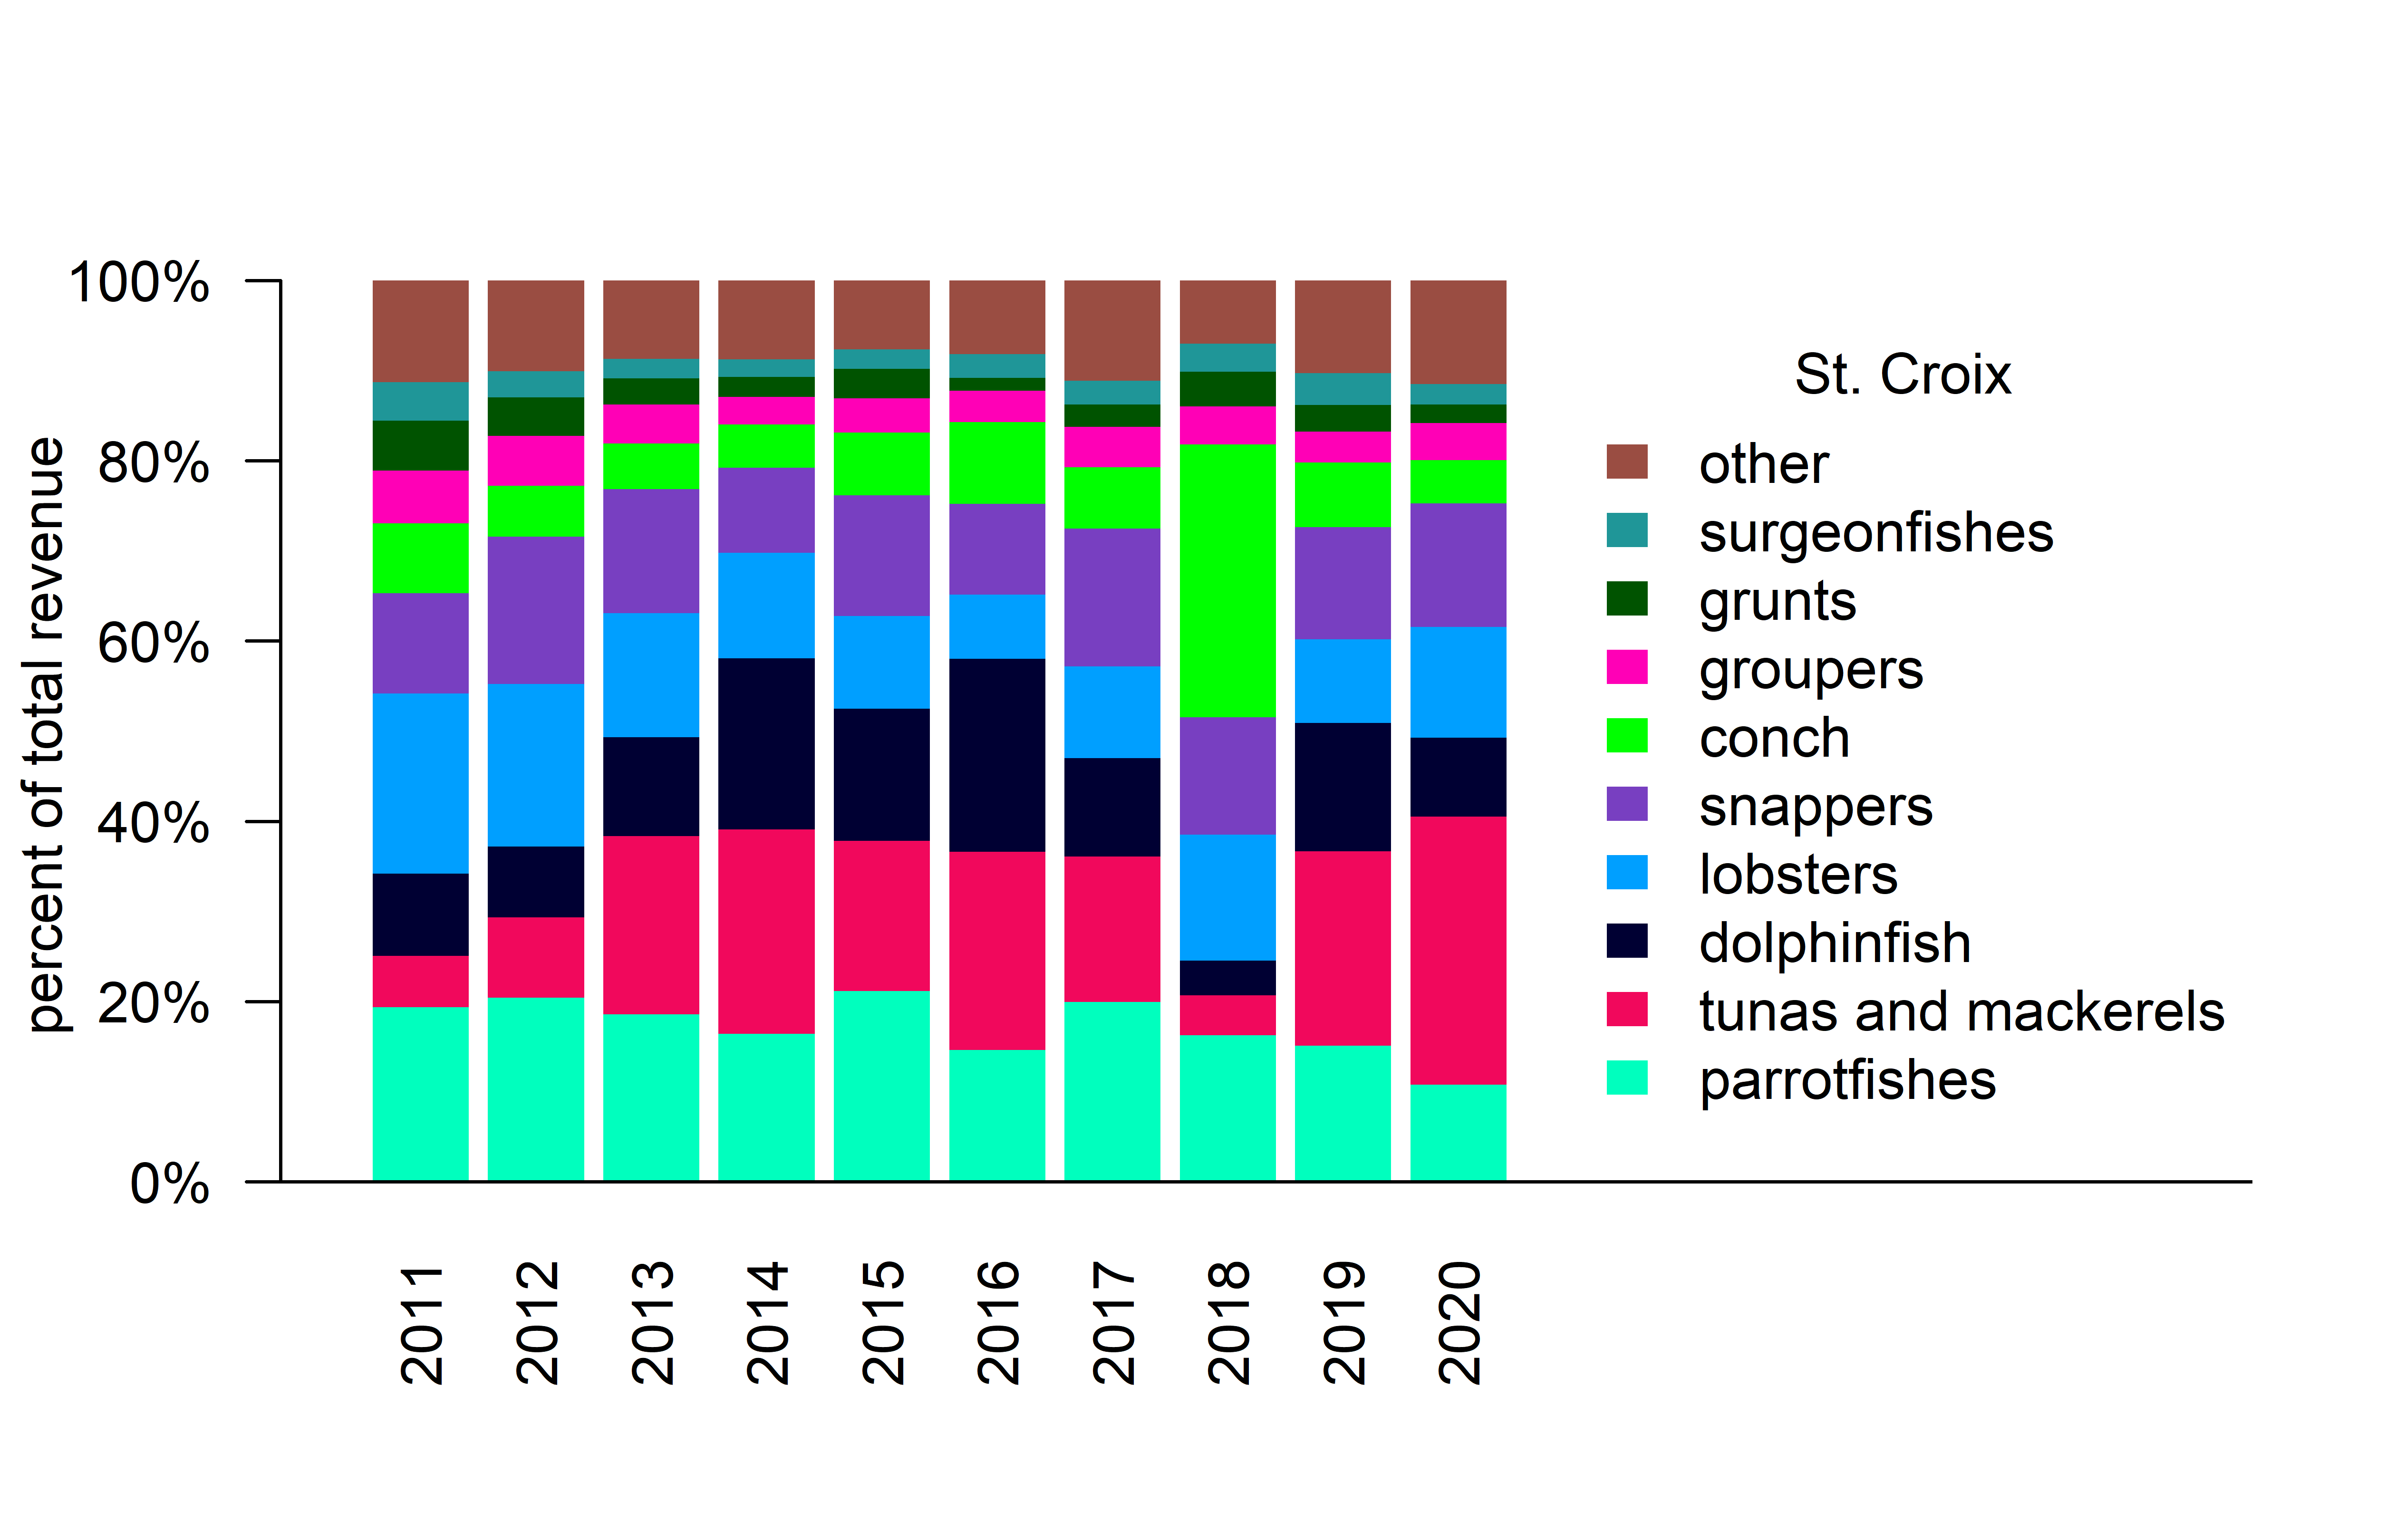 percent of total revenue
100%
80%
60%
40%
20%
0%
2011
2012
2013
2014
2015
2016
2017
2018
2019
2020
St. Croix
other
surgeonfishes
grunts
groupers
conch
snappers
lobsters
dolphinfish
tunas and mackerels
parrotfishes